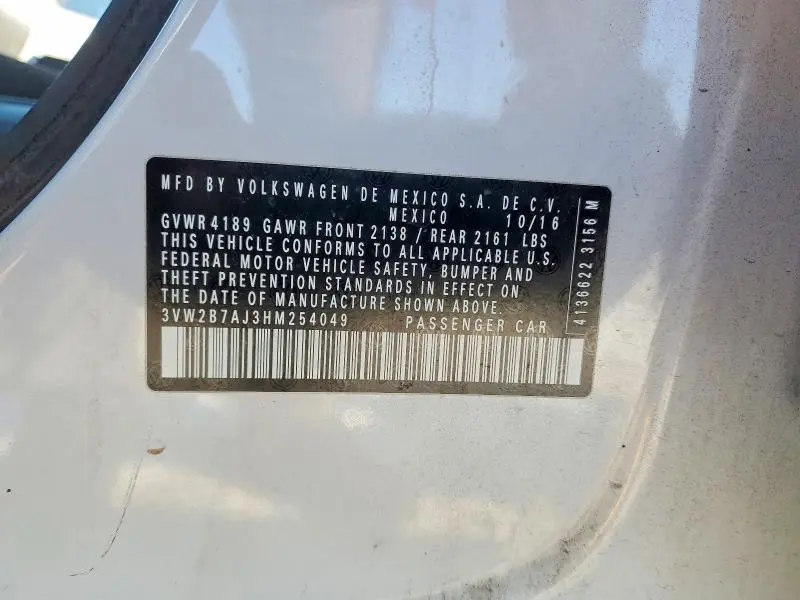 MFD BY VOLKSWAGEN DE MEXICO S.A. DE C.V.
MEXICO 10/16
GVWR 4189 GAWR FRONT 2138 / REAR 2161 LBS
THIS VEHICLE CONFORMS TO ALL APPLICABLE U.S.
FEDERAL MOTOR VEHICLE SAFETY, BUMPER AND
THEFT PREVENTION STANDARDS IN EFFECT ON
THE DATE OF MANUFACTURE SHOWN ABOVE.
3VW2B7AJ3HM254049 PASSENGER CAR
4136622 3156 M